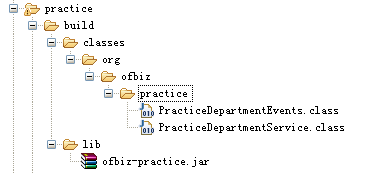 practice
build
classes
org
ofbiz
practice
PracticeDepartmentEvents.class
PracticeDepartmentService.class
lib
ofbiz-practice.jar